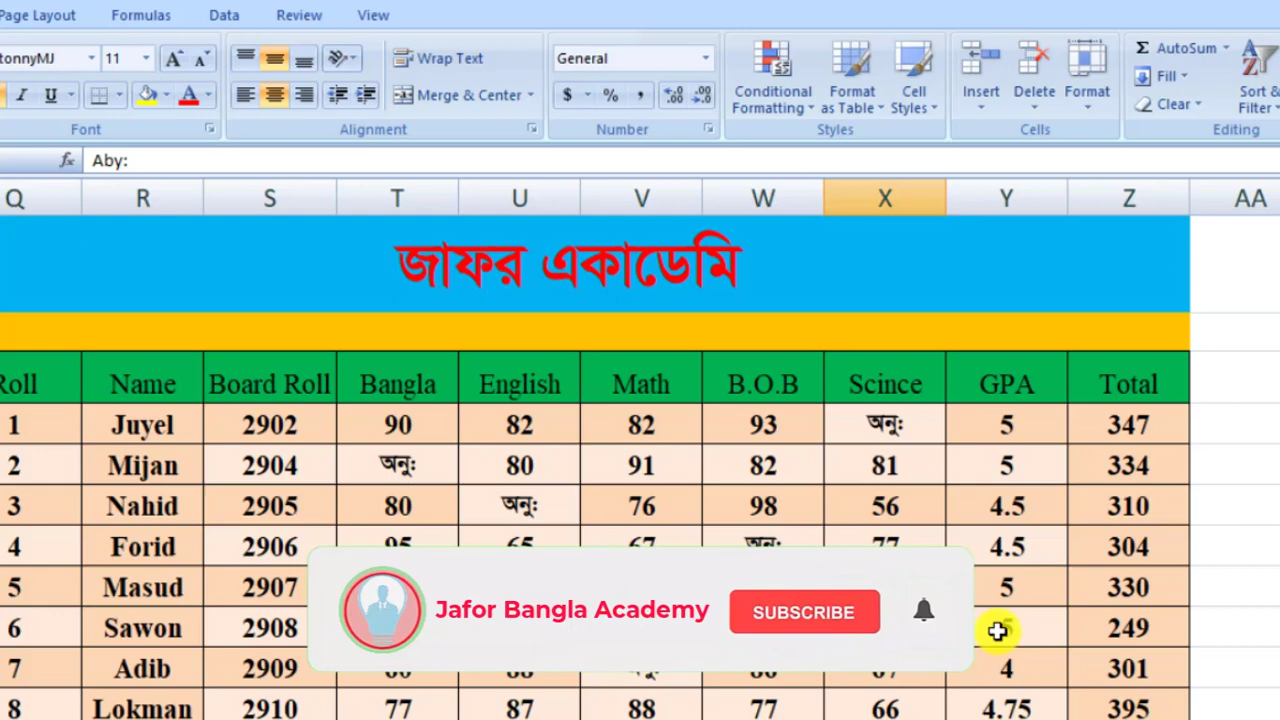 Page Layout Formulas Data Review View
tonnyMJ 11 Wrap Text General
Merge & Center $ % , Conditional Formatting Format as Table Cell Styles Insert Delete Format Σ AutoSum Fill Clear Sort & Filter
Font Alignment Number Styles Cells Editing
fx Aby:
Q R S T U V W X Y Z AA
জাফর একাডেমি
Roll Name Board Roll Bangla English Math B.O.B Scince GPA Total
1 Juyel 2902 90 82 82 93 অনুঃ 5 347
2 Mijan 2904 অনুঃ 80 91 82 81 5 334
3 Nahid 2905 80 অনুঃ 76 98 56 4.5 310
4 Forid 2906 95 65 67 অনুঃ 77 4.5 304
5 Masud 2907 5 330
6 Sawon 2908 249
Jafor Bangla Academy SUBSCRIBE
7 Adib 2909 4 301
8 Lokman 2910 77 87 88 77 66 4.75 395